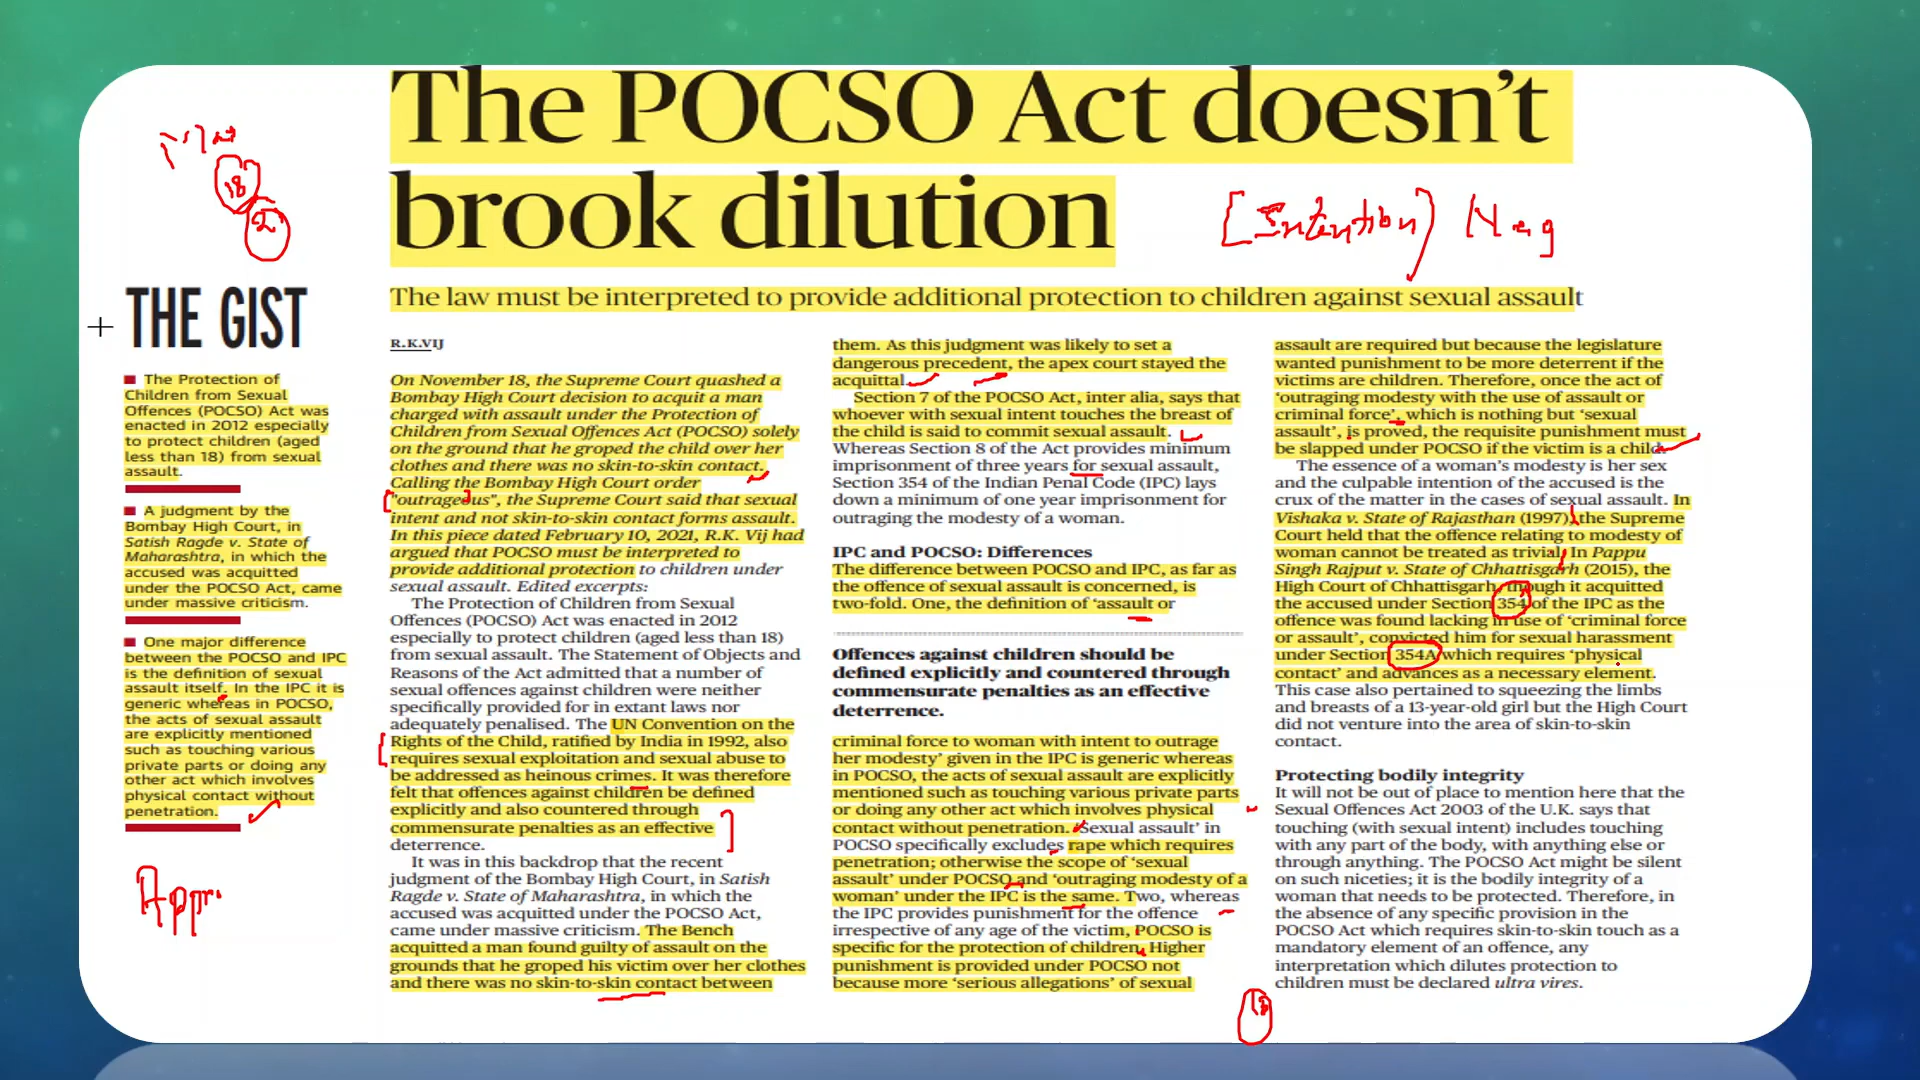 The POCSO Act doesn't
brook dilution
[Intention] Neg
18
2
The law must be interpreted to provide additional protection to children against sexual assault
THE GIST
The Protection of
Children from Sexual
Offences (POCSO) Act was
enacted in 2012 especially
to protect children (aged
less than 18) from sexual
assault.
A judgment by the
Bombay High Court, in
Satish Ragde v. State of
Maharashtra, in which the
accused was acquitted
under the POCSO Act, came
under massive criticism.
One major difference
between the POCSO and IPC
is the definition of sexual
assault itself. In the IPC it is
generic whereas in POCSO,
the acts of sexual assault
are explicitly mentioned
such as touching various
private parts or doing any
other act which involves
physical contact without
penetration.
R.K.VIJ
On November 18, the Supreme Court quashed a
Bombay High Court decision to acquit a man
charged with assault under the Protection of
Children from Sexual Offences Act (POCSO) solely
on the ground that he groped the child over her
clothes and there was no skin-to-skin contact.
Calling the Bombay High Court order
"outrageous", the Supreme Court said that sexual
intent and not skin-to-skin contact forms assault.
In this piece dated February 10, 2021, R.K. Vij had
argued that POCSO must be interpreted to
provide additional protection to children under
sexual assault. Edited excerpts:
The Protection of Children from Sexual
Offences (POCSO) Act was enacted in 2012
especially to protect children (aged less than 18)
from sexual assault. The Statement of Objects and
Reasons of the Act admitted that a number of
sexual offences against children were neither
specifically provided for in extant laws nor
adequately penalised. The UN Convention on the
Rights of the Child, ratified by India in 1992, also
requires sexual exploitation and sexual abuse to
be addressed as heinous crimes. It was therefore
felt that offences against children be defined
explicitly and also countered through
commensurate penalties as an effective
deterrence.
It was in this backdrop that the recent
judgment of the Bombay High Court, in Satish
Ragde v. State of Maharashtra, in which the
accused was acquitted under the POCSO Act,
came under massive criticism. The Bench
acquitted a man found guilty of assault on the
grounds that he groped his victim over her clothes
and there was no skin-to-skin contact between
them. As this judgment was likely to set a
dangerous precedent, the apex court stayed the
acquittal.
Section 7 of the POCSO Act, inter alia, says that
whoever with sexual intent touches the breast of
the child is said to commit sexual assault.
Whereas Section 8 of the Act provides minimum
imprisonment of three years for sexual assault,
Section 354 of the Indian Penal Code (IPC) lays
down a minimum of one year imprisonment for
outraging the modesty of a woman.
IPC and POCSO: Differences
The difference between POCSO and IPC, as far as
the offence of sexual assault is concerned, is
two-fold. One, the definition of 'assault or
Offences against children should be
defined explicitly and countered through
commensurate penalties as an effective
deterrence.
criminal force to woman with intent to outrage
her modesty' given in the IPC is generic whereas
in POCSO, the acts of sexual assault are explicitly
mentioned such as touching various private parts
or doing any other act which involves physical
contact without penetration. 'Sexual assault' in
POCSO specifically excludes rape which requires
penetration; otherwise the scope of 'sexual
assault' under POCSO and 'outraging modesty of a
woman' under the IPC is the same. Two, whereas
the IPC provides punishment for the offence
irrespective of any age of the victim, POCSO is
specific for the protection of children. Higher
punishment is provided under POCSO not
because more 'serious allegations' of sexual
assault are required but because the legislature
wanted punishment to be more deterrent if the
victims are children. Therefore, once the act of
'outraging modesty with the use of assault or
criminal force', which is nothing but 'sexual
assault', is proved, the requisite punishment must
be slapped under POCSO if the victim is a child.
The essence of a woman's modesty is her sex
and the culpable intention of the accused is the
crux of the matter in the cases of sexual assault. In
Vishaka v. State of Rajasthan (1997), the Supreme
Court held that the offence relating to modesty of
woman cannot be treated as trivial. In Pappu
Singh Rajput v. State of Chhattisgarh (2015), the
High Court of Chhattisgarh, though it acquitted
the accused under Section 354 of the IPC as the
offence was found lacking in use of 'criminal force
or assault', convicted him for sexual harassment
under Section 354A which requires 'physical
contact' and advances as a necessary element.
This case also pertained to squeezing the limbs
and breasts of a 13-year-old girl but the High Court
did not venture into the area of skin-to-skin
contact.
Protecting bodily integrity
It will not be out of place to mention here that the
Sexual Offences Act 2003 of the U.K. says that
touching (with sexual intent) includes touching
with any part of the body, with anything else or
through anything. The POCSO Act might be silent
on such niceties; it is the bodily integrity of a
woman that needs to be protected. Therefore, in
the absence of any specific provision in the
POCSO Act which requires skin-to-skin touch as a
mandatory element of an offence, any
interpretation which dilutes protection to
children must be declared ultra vires.
Appr.
18